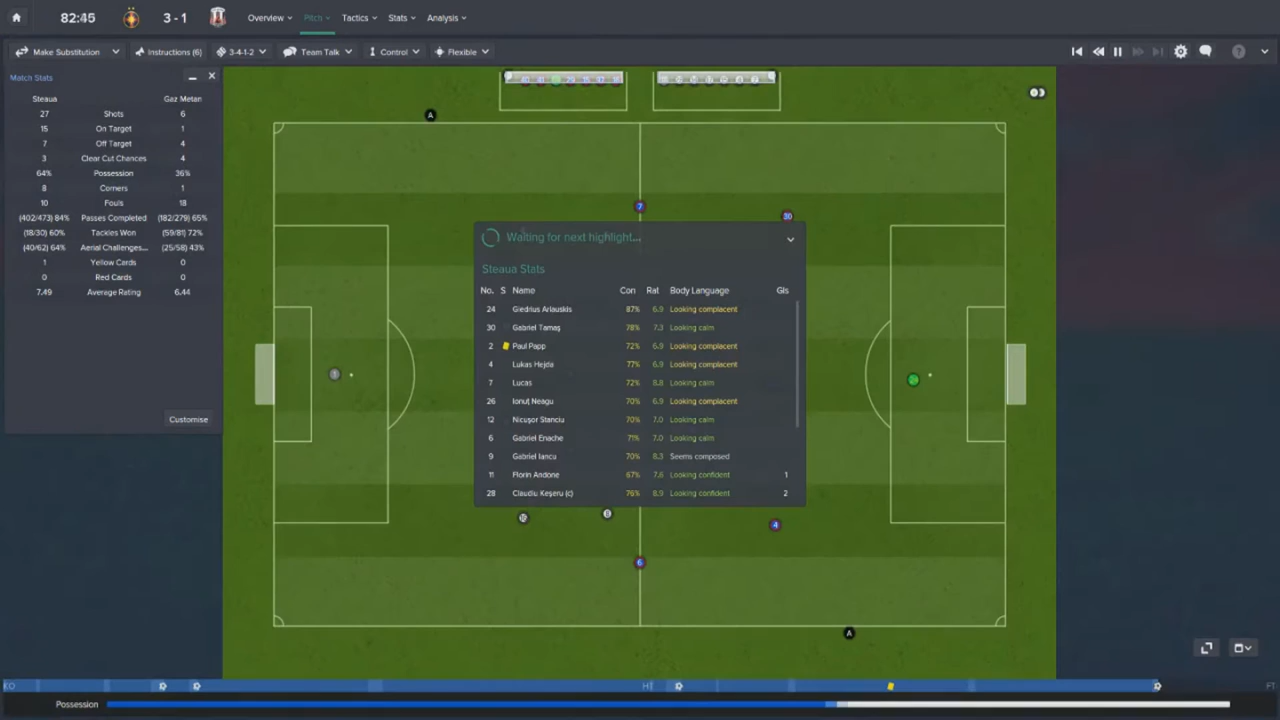 82:45 3 - 1 Overview Pitch Tactics Stats Analysis
Make Substitution Instructions (6) 3-4-1-2 Team Talk Control Flexible
Match Stats
Steaua Gaz Metan
27 Shots 6
15 On Target 1
7 Off Target 4
3 Clear Cut Chances 4
64% Possession 36%
8 Corners 1
10 Fouls 18
(402/473) 84% Passes Completed (182/279) 65%
(18/30) 60% Tackles Won (59/81) 72%
(40/62) 64% Aerial Challenges... (25/58) 43%
1 Yellow Cards 0
0 Red Cards 0
7.49 Average Rating 6.44
Customise
A
7
30
Waiting for next highlight...
Steaua Stats
No. S Name Con Rat Body Language Gls
24 Giedrius Arlauskis 87% 6.9 Looking complacent
30 Gabriel Tamaş 78% 7.3 Looking calm
2 Paul Papp 72% 6.9 Looking complacent
4 Lukas Hejda 77% 6.9 Looking complacent
7 Lucas 72% 8.8 Looking calm
26 Ionuţ Neagu 70% 6.9 Looking complacent
12 Nicuşor Stanciu 70% 7.0 Looking calm
6 Gabriel Enache 71% 7.0 Looking calm
9 Gabriel Iancu 70% 8.3 Seems composed
11 Florin Andone 67% 7.6 Looking confident 1
28 Claudiu Keşeru (c) 76% 8.9 Looking confident 2
8
4
6
A
KO HT FT
Possession